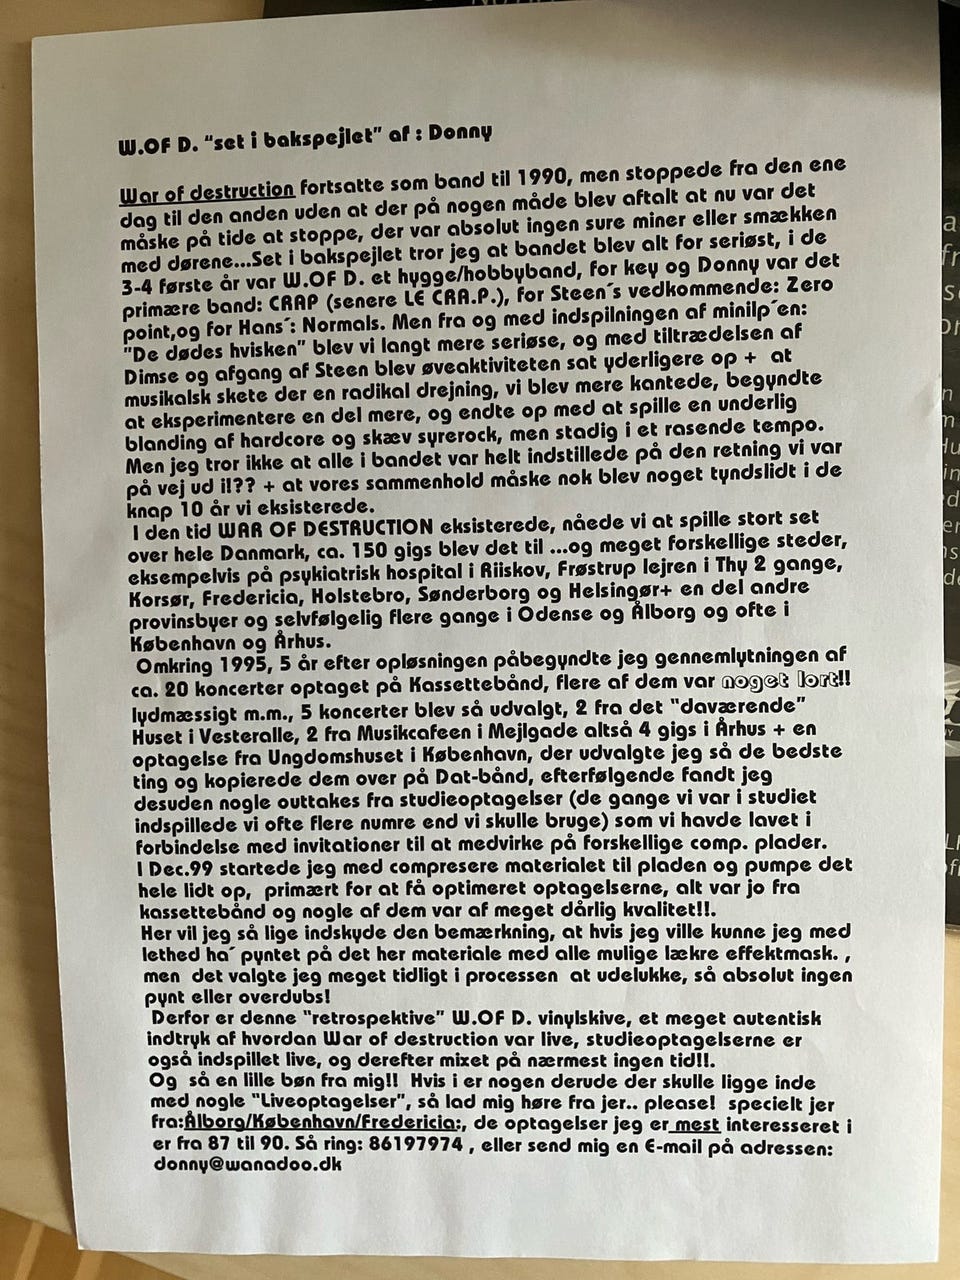 W.OF D. “set i bakspejlet” af : Donny
War of destruction fortsatte som band til 1990, men stoppede fra den ene
dag til den anden uden at der på nogen måde blev aftalt at nu var det
måske på tide at stoppe, der var absolut ingen sure miner eller smækken
med dørene...Set i bakspejlet tror jeg at bandet blev alt for seriøst, i de
3-4 første år var W.OF D. et hygge/hobbyband, for key og Donny var det
primære band: CRAP (senere LE CRA.P.), for Steen´s vedkommende: Zero
point,og for Hans´: Normals. Men fra og med indspilningen af minilp´en:
"De dødes hvisken" blev vi langt mere seriøse, og med tiltrædelsen af
Dimse og afgang af Steen blev øveaktiviteten sat yderligere op + at
musikalsk skete der en radikal drejning, vi blev mere kantede, begyndte
at eksperimentere en del mere, og endte op med at spille en underlig
blanding af hardcore og skæv syrerock, men stadig i et rasende tempo.
Men jeg tror ikke at alle i bandet var helt indstillede på den retning vi var
på vej ud il?? + at vores sammenhold måske nok blev noget tyndslidt i de
knap 10 år vi eksisterede.
I den tid WAR OF DESTRUCTION eksisterede, nåede vi at spille stort set
over hele Danmark, ca. 150 gigs blev det til ...og meget forskellige steder,
eksempelvis på psykiatrisk hospital i Riiskov, Frøstrup lejren i Thy 2 gange,
Korsør, Fredericia, Holstebro, Sønderborg og Helsingør+ en del andre
provinsbyer og selvfølgelig flere gange i Odense og Ålborg og ofte i
København og Århus.
Omkring 1995, 5 år efter opløsningen påbegyndte jeg gennemlytningen af
ca. 20 koncerter optaget på Kassettebånd, flere af dem var noget lort!!
lydmæssigt m.m., 5 koncerter blev så udvalgt, 2 fra det “daværende”
Huset i Vesteralle, 2 fra Musikcafeen i Mejlgade altså 4 gigs i Århus + en
optagelse fra Ungdomshuset i København, der udvalgte jeg så de bedste
ting og kopierede dem over på Dat-bånd, efterfølgende fandt jeg
desuden nogle outtakes fra studieoptagelser (de gange vi var i studiet
indspillede vi ofte flere numre end vi skulle bruge) som vi havde lavet i
forbindelse med invitationer til at medvirke på forskellige comp. plader.
I Dec.99 startede jeg med compresere materialet til pladen og pumpe det
hele lidt op, primært for at få optimeret optagelserne, alt var jo fra
kassettebånd og nogle af dem var af meget dårlig kvalitet!!.
Her vil jeg så lige indskyde den bemærkning, at hvis jeg ville kunne jeg med
lethed ha´ pyntet på det her materiale med alle mulige lækre effektmask. ,
men det valgte jeg meget tidligt i processen at udelukke, så absolut ingen
pynt eller overdubs!
Derfor er denne “retrospektive” W.OF D. vinylskive, et meget autentisk
indtryk af hvordan War of destruction var live, studieoptagelserne er
også indspillet live, og derefter mixet på nærmest ingen tid!!.
Og så en lille bøn fra mig!! Hvis i er nogen derude der skulle ligge inde
med nogle “Liveoptagelser”, så lad mig høre fra jer.. please! specielt jer
fra:Ålborg/København/Fredericia:, de optagelser jeg er mest interesseret i
er fra 87 til 90. Så ring: 86197974 , eller send mig en E-mail på adressen:
donny@wanadoo.dk